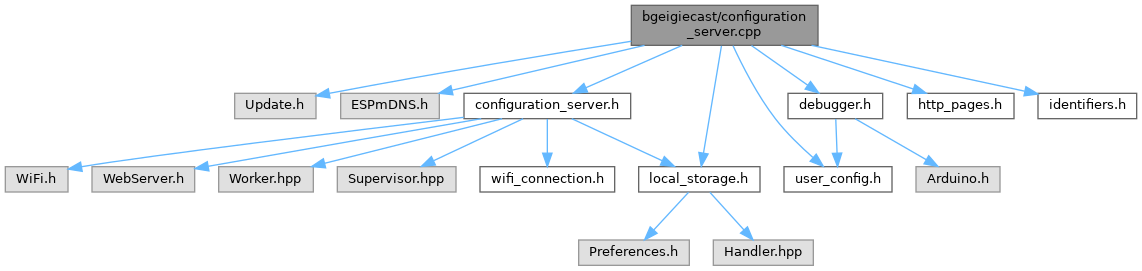 bgeigiecast/configuration
_server.cpp
Update.h
ESPmDNS.h
configuration_server.h
debugger.h
http_pages.h
identifiers.h
WiFi.h
WebServer.h
Worker.hpp
Supervisor.hpp
wifi_connection.h
local_storage.h
user_config.h
Arduino.h
Preferences.h
Handler.hpp